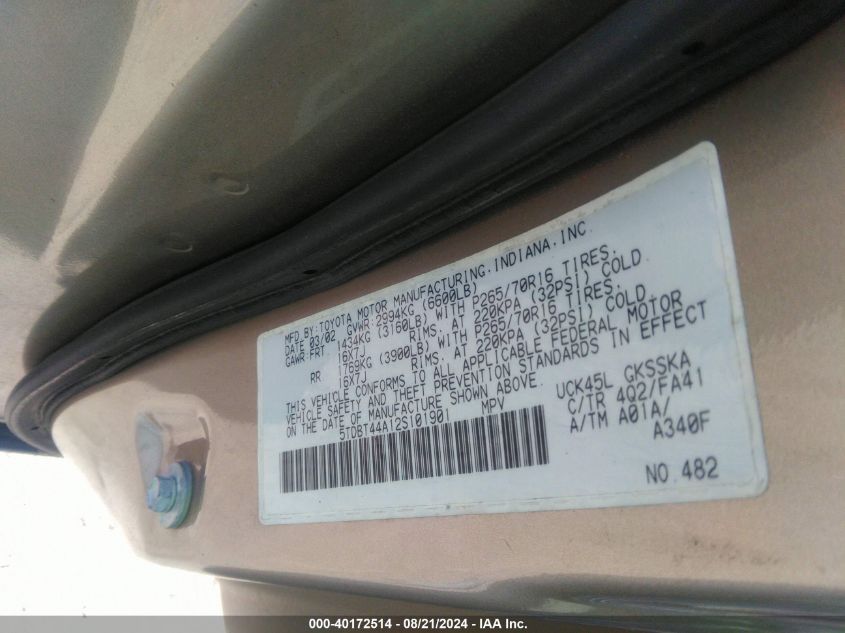 MFD BY:TOYOTA MOTOR MANUFACTURING,INDIANA,INC.
DATE 03/02 GVWR:2994KG (6600LB)
GAWR:FRT. 1434KG (3160LB) WITH P265/70R16 TIRES,
16X7J RIMS, AT 220KPA (32PSI) COLD.
RR 1769KG (3900LB) WITH P265/70R16 TIRES,
16X7J RIMS, AT 220KPA (32PSI) COLD.
THIS VEHICLE CONFORMS TO ALL APPLICABLE FEDERAL MOTOR
VEHICLE SAFETY AND THEFT PREVENTION STANDARDS IN EFFECT
ON THE DATE OF MANUFACTURE SHOWN ABOVE.
5TDBT44A12S101901 MPV
UCK45L GKSSKA
C/TR 4Q2/FA41
A/TM A01A/
A340F
NO.482
000-40172514 - 08/21/2024 - IAA Inc.